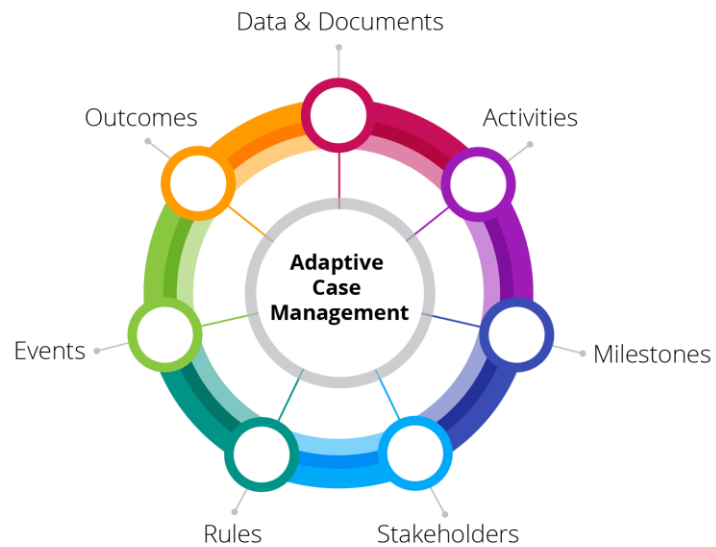 Data & Documents
Outcomes
Activities
Adaptive
Case
Management
Events
Milestones
Rules
Stakeholders